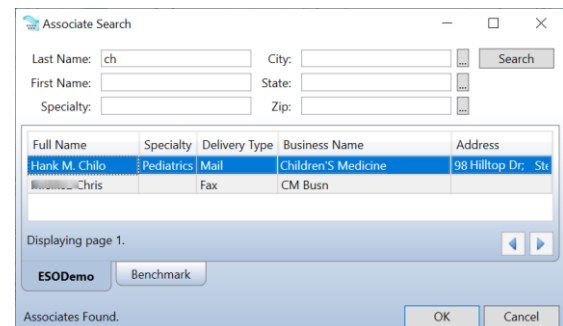 Associate Search
Last Name: ch City: ... Search
First Name: State: ...
Specialty: Zip: ...
Full Name Specialty Delivery Type Business Name Address
Hank M. Chilo Pediatrics Mail Children'S Medicine 98 Hilltop Dr; Ste
Chris Fax CM Busn
Displaying page 1.
ESODemo Benchmark
Associates Found. OK Cancel